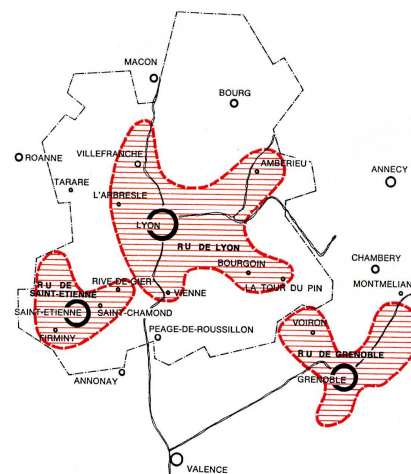 MACON
BOURG
VILLEFRANCHE
AMBERIEU
ROANNE
TARARE
ANNECY
L'ARBRESLE
LYON
RU DE LYON
BOURGOIN
CHAMBERY
LA TOUR DU PIN
MONTMELIAN
RU DE
SAINT-ETIENNE
RIVE-DE-GIER
VIENNE
SAINT-ETIENNE
SAINT-CHAMOND
FIRMINY
PEAGE-DE-ROUSSILLON
VOIRON
RU DE GRENOBLE
GRENOBLE
ANNONAY
VALENCE